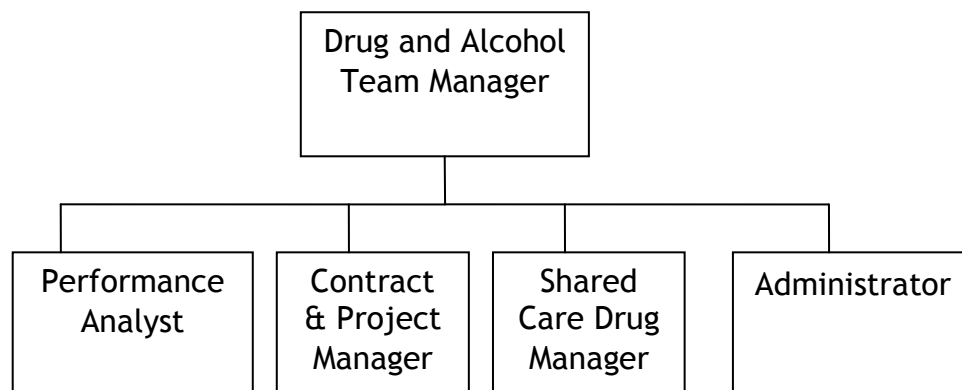 Drug and Alcohol
Team Manager
Performance
Analyst
Contract
& Project
Manager
Shared
Care Drug
Manager
Administrator